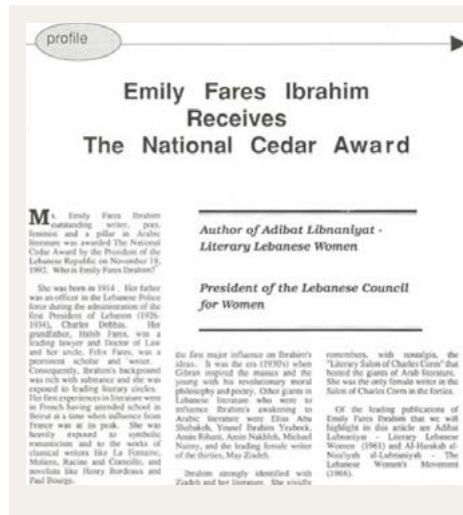 profile
Emily Fares Ibrahim
Receives
The National Cedar Award
Ms. Emily Fares Ibrahim
outstanding writer, poet,
feminist and a pillar in Arabic
literature was awarded The National
Cedar Award by the President of the
Lebanese Republic on November 19,
1992. Who is Emily Fares Ibrahim?
She was born in 1914 . Her father
was an officer in the Lebanese Police
force during the administration of the
first President of Lebanon (1926-
1934), Charles Debbas. Her
grandfather, Habib Fares, was a
leading lawyer and Doctor of Law
and her uncle, Felix Fares, was a
prominent scholar and writer.
Consequently, Ibrahim's background
was rich with substance and she was
exposed to leading literary circles.
His first experiences in literature were
in French having attended school in
Beirut at a time when influence from
France was at its peak. She was
heavily exposed to symbolic
romanticism and to the works of
classical writers like La Fontaine,
Moliere, Racine and Corneille, and
novelists like Henry Bordeaux and
Paul Bourge.
Author of Adibat Libnaniyat -
Literary Lebanese Women
President of the Lebanese Council
for Women
the first major influence on Ibrahim's
ideas. It was the era (1930's) when
Gibran inspired the masses and the
young with his revolutionary moral
philosophy and poetry. Other giants in
Lebanese literature who were to
influence Ibrahim's awakening to
Arabic literature were Elias Abu
Shabakeh, Yousef Ibrahim Yazbeck,
Amin Rihani, Amin Nakhleh, Michael
Naimy, and the leading female writer
of the thirties, May Ziadeh.
Ibrahim strongly identified with
Ziadeh and her literature. She vividly
remembers, with nostalgia, the
"Literary Salon of Charles Corm" that
hosted the giants of Arab literature.
She was the only female writer in the
Salon of Charles Corm in the forties.
Of the leading publications of
Emily Fares Ibrahim that we will
highlight in this article are Adibat
Lubnaniyat - Literary Lebanese
Women (1961) and Al-Harakah al-
Nisa'iyah al-Lubnaniyah - The
Lebanese Women's Movement
(1966).